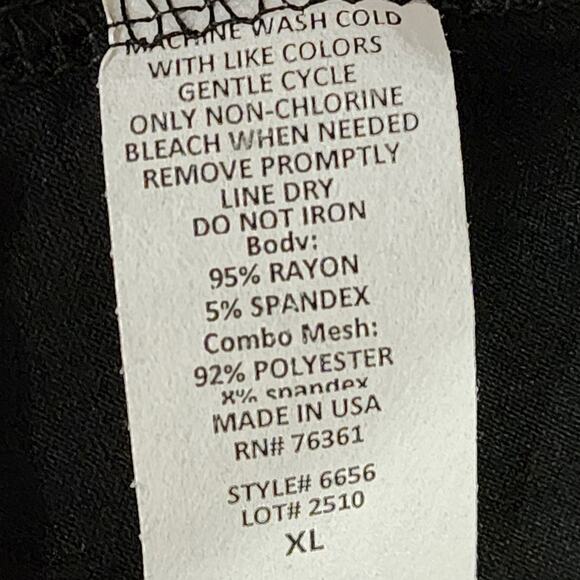 MACHINE WASH COLD
WITH LIKE COLORS
GENTLE CYCLE
ONLY NON-CHLORINE
BLEACH WHEN NEEDED
REMOVE PROMPTLY
LINE DRY
DO NOT IRON
Body:
95% RAYON
5% SPANDEX
Combo Mesh:
92% POLYESTER
8% spandex
MADE IN USA
RN# 76361
STYLE# 6656
LOT# 2510
XL